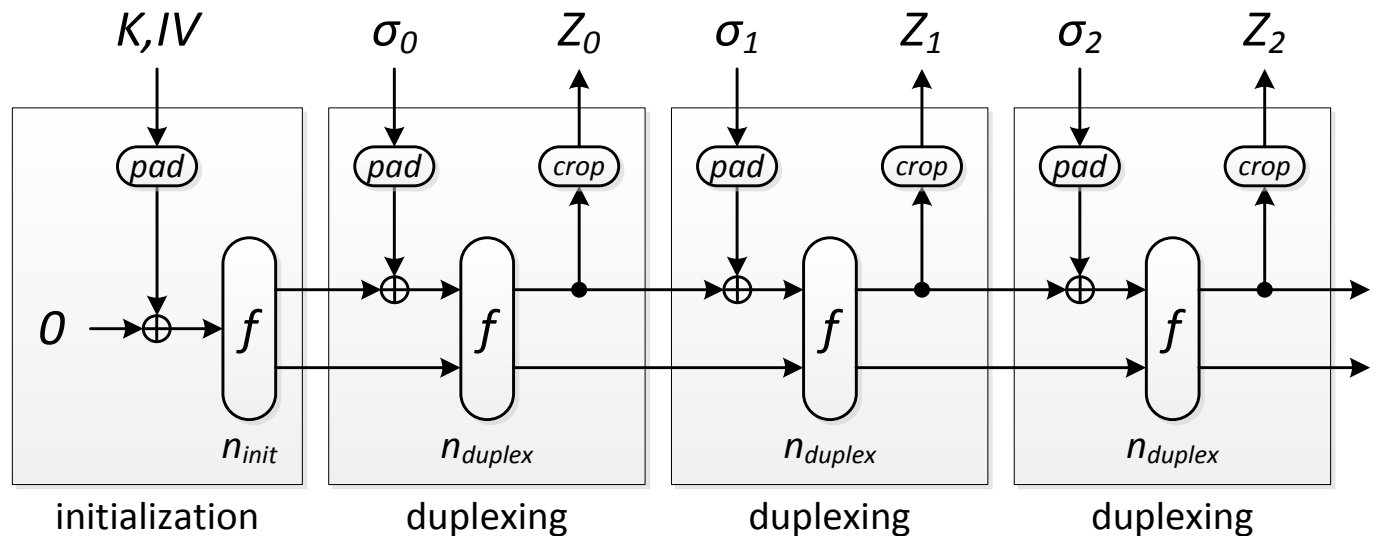 K,IV σ0 Z0 σ1 Z1 σ2 Z2
pad pad crop pad crop pad crop
0 f f f f
ninit nduplex nduplex nduplex
initialization duplexing duplexing duplexing